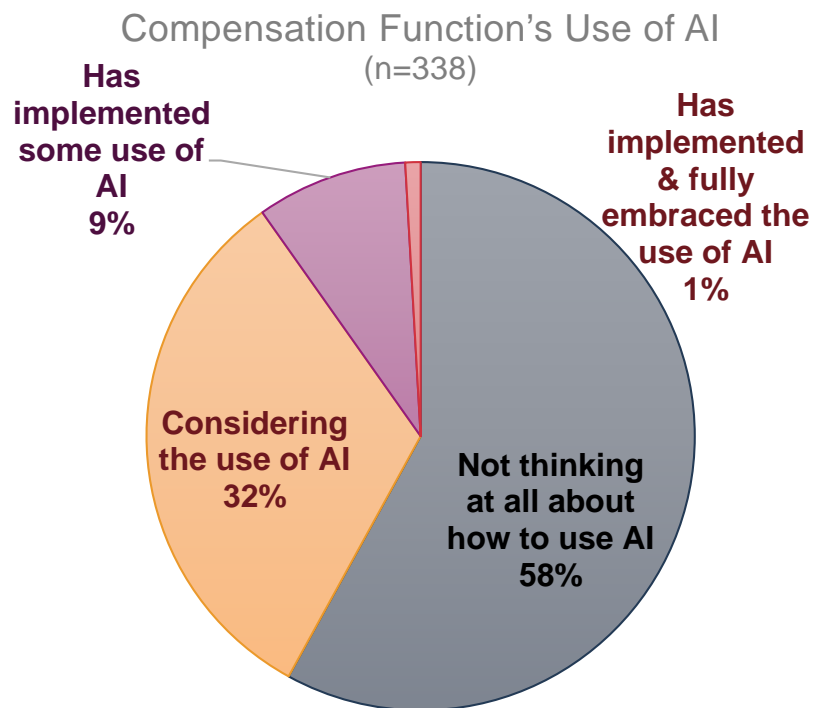 Compensation Function’s Use of AI
(n=338)
Has
implemented
some use of
AI
9%
Has
implemented
& fully
embraced the
use of AI
1%
Considering
the use of AI
32%
Not thinking
at all about
how to use AI
58%